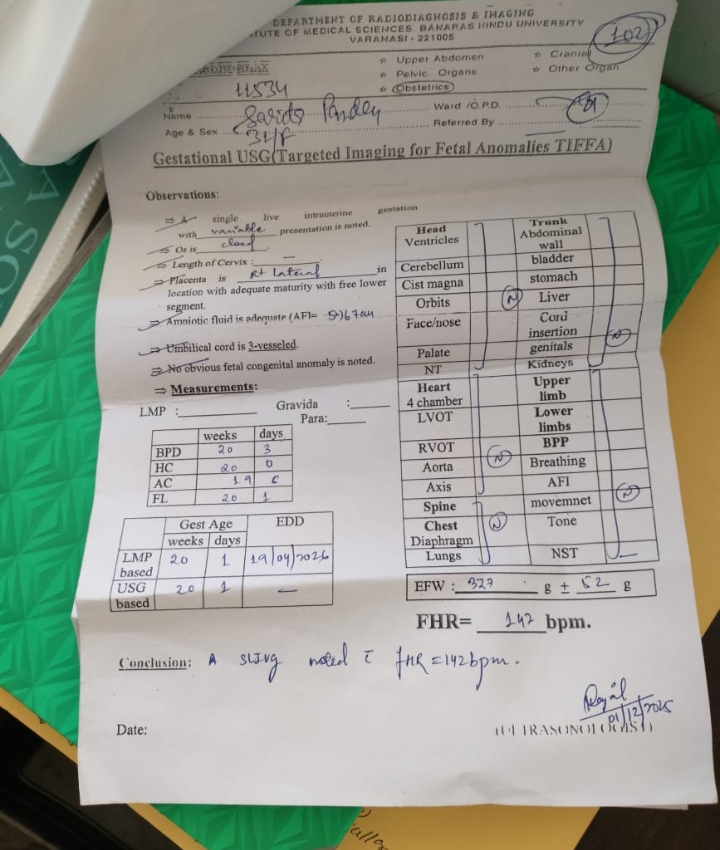 DEPARTMENT OF RADIODIAGNOSIS & IMAGING
TUTE OF MEDICAL SCIENCES, BANARAS HINDU UNIVERSITY
VARANASI - 221005
102
☆ Upper Abdomen ☆ Crania
☆ Pelvic Organs ☆ Other Organ
☆ Obstetrics
11534
Name Sarita Pandey Ward /O.P.D.
Age & Sex 31/F Referred By
Gestational USG(Targeted Imaging for Fetal Anomalies TIFFA)
Observations:
⇒ A single live intrauterine gestation
with variable presentation is noted.
⇒ Os is closed
⇒ Length of Cervix : –
⇒ Placenta is Rt lateral in
location with adequate maturity with free lower
segment.
⇒ Amniotic fluid is adequate (AFI=
⇒ Umbilical cord is 3-vesseled.
⇒ No obvious fetal congenital anomaly is noted.
⇒ Measurements:
LMP : Gravida :
Para:
weeks days
BPD 20 3
HC 20 0
AC 19 6
FL 20 1
Gest Age EDD
weeks days
LMP based 20 1 19/04/2026
USG based 20 1 –
Head Trunk
Ventricles Abdominal wall
Cerebellum bladder
Cist magna stomach
Orbits N Liver
Face/nose Cord insertion N
Palate genitals
NT Kidneys
Heart Upper limb
4 chamber
LVOT Lower limbs
RVOT BPP
Aorta N Breathing
Axis AFI N
Spine movemnet
Chest N Tone
Diaphragm
Lungs NST
EFW : 327 g ± 52 g
FHR= 142 bpm.
Conclusion: A SLIUG noted c̄ FHR = 142 bpm.
01/12/2025
Date: (ULTRASONOLOGIST)